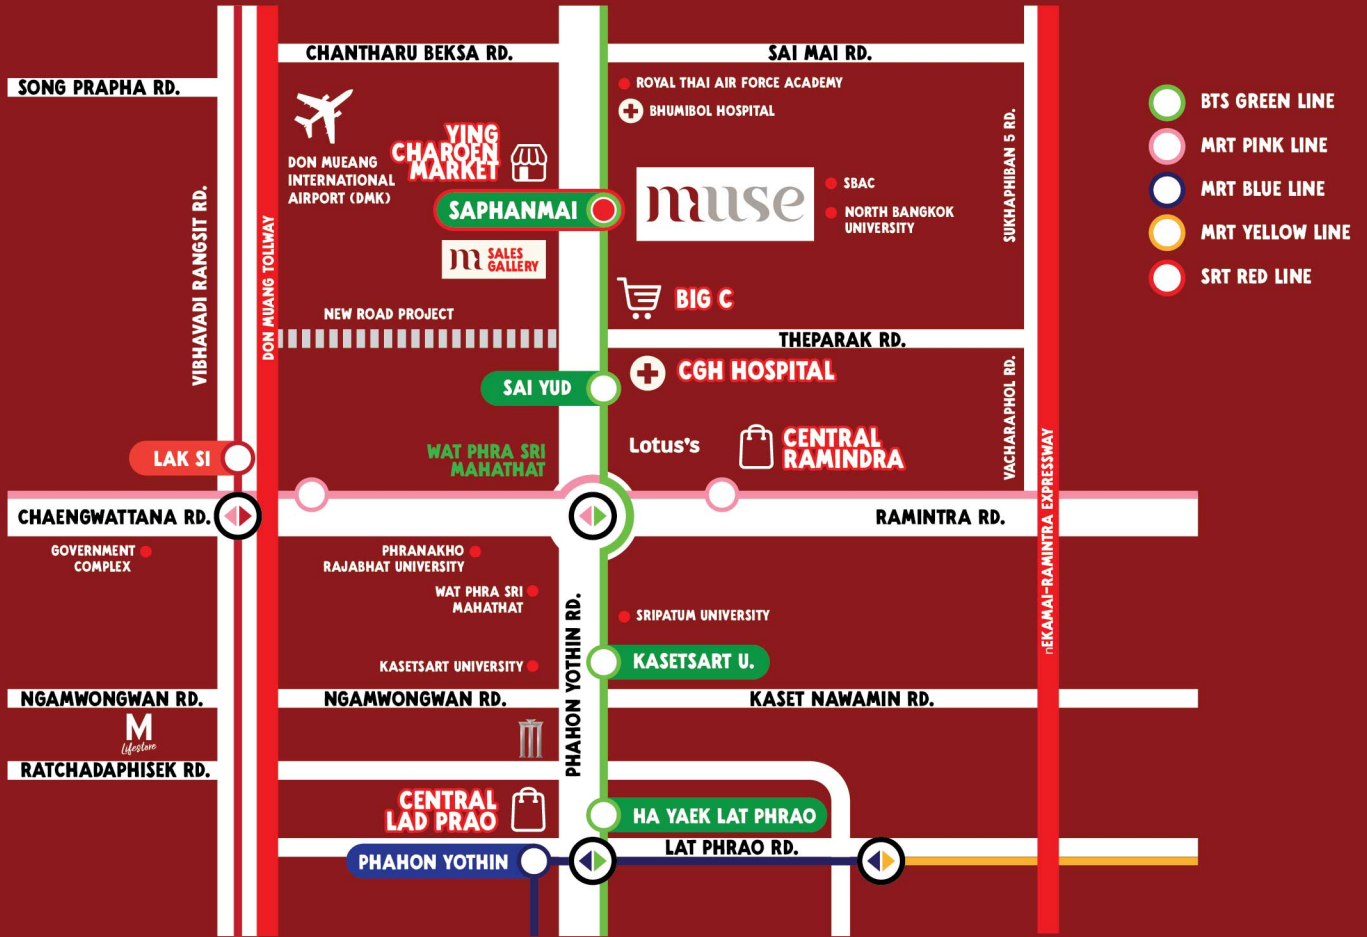 CHANTHARU BEKSA RD.
SAI MAI RD.
SONG PRAPHA RD.
ROYAL THAI AIR FORCE ACADEMY
BHUMIBOL HOSPITAL
BTS GREEN LINE
MRT PINK LINE
MRT BLUE LINE
MRT YELLOW LINE
SRT RED LINE
YING
CHAROEN
MARKET
DON MUEANG
INTERNATIONAL
AIRPORT (DMK)
SUKHAPHIBAN 5 RD.
SAPHANMAI
muse
SBAC
NORTH BANGKOK
UNIVERSITY
VIBHAVADI RANGSIT RD.
DON MUANG TOLLWAY
m SALES
GALLERY
BIG C
NEW ROAD PROJECT
THEPARAK RD.
CGH HOSPITAL
SAI YUD
VACHARAPHOL RD.
LAK SI
WAT PHRA SRI
MAHATHAT
Lotus's
CENTRAL
RAMINDRA
CHAENGWATTANA RD.
RAMINTRA RD.
nEKAMAI-RAMINTRA EXPRESSWAY
GOVERNMENT
COMPLEX
PHRANAKHO
RAJABHAT UNIVERSITY
WAT PHRA SRI
MAHATHAT
PHAHON YOTHIN RD.
SRIPATUM UNIVERSITY
KASETSART UNIVERSITY
KASETSART U.
NGAMWONGWAN RD.
NGAMWONGWAN RD.
KASET NAWAMIN RD.
M
Lifestore
RATCHADAPHISEK RD.
CENTRAL
LAD PRAO
HA YAEK LAT PHRAO
LAT PHRAO RD.
PHAHON YOTHIN